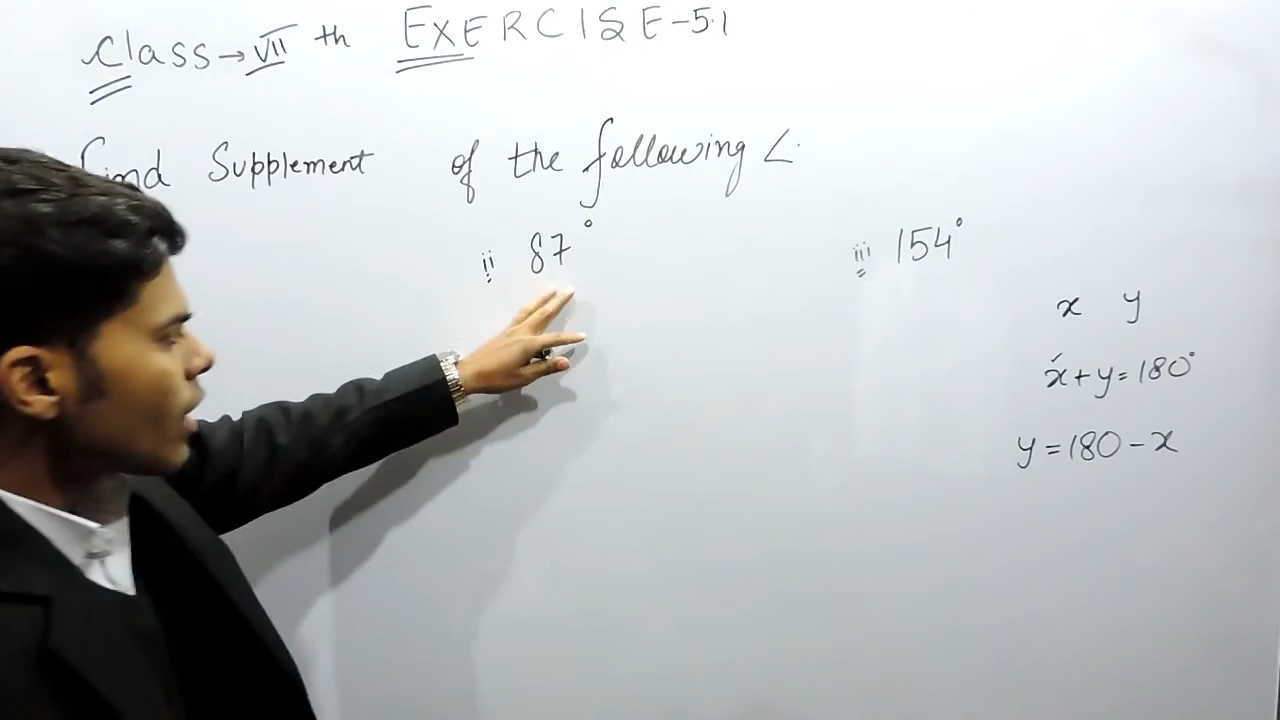 Class → VII th EXERCISE-5.1
find Supplement of the following ∠.
ii 87°
iii 154°
x y
x+y=180°
y=180-x